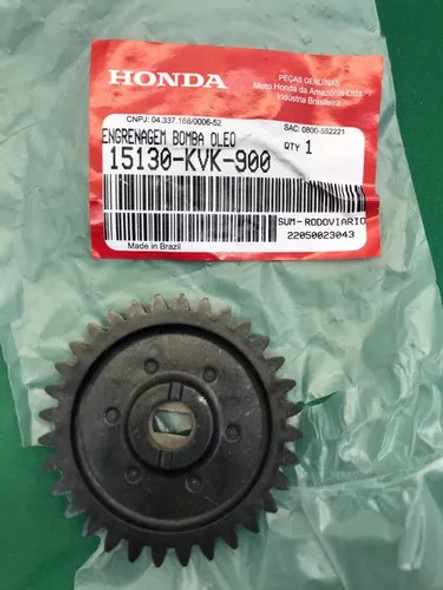 HONDA
PEÇAS GENUÍNAS
Moto Honda da Amazônia Ltda.
Indústria Brasileira
CNPJ: 04.337.168/0006-52
SAC: 0800-552221
ENGRENAGEM BOMBA OLEO
QTY 1
15130-KVK-900
SUM-RODOVIARIO
22050023043
Made in Brazil